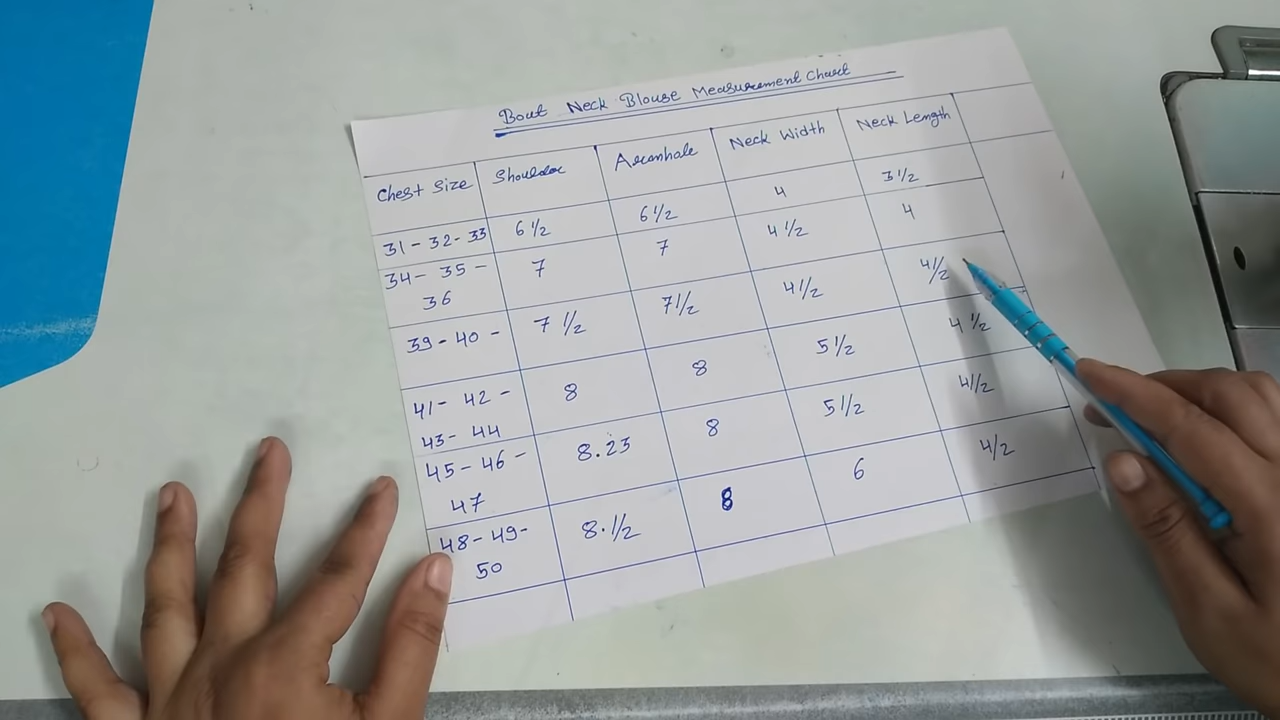 Bout Neck Blouse Measurement Chart
Chest Size Shoulder Armhale Neck Width Neck Length
31-32-33 6 1/2 6 1/2 4 3 1/2
34-35- 7 7 4 1/2 4
36
39-40- 7 1/2 7 1/2 4 1/2 4 1/2
41-42- 8 8 5 1/2 4 1/2
43-44
45-46- 8.23 8 5 1/2 4 1/2
47
48-49- 8.1/2 8 6 4/2
50